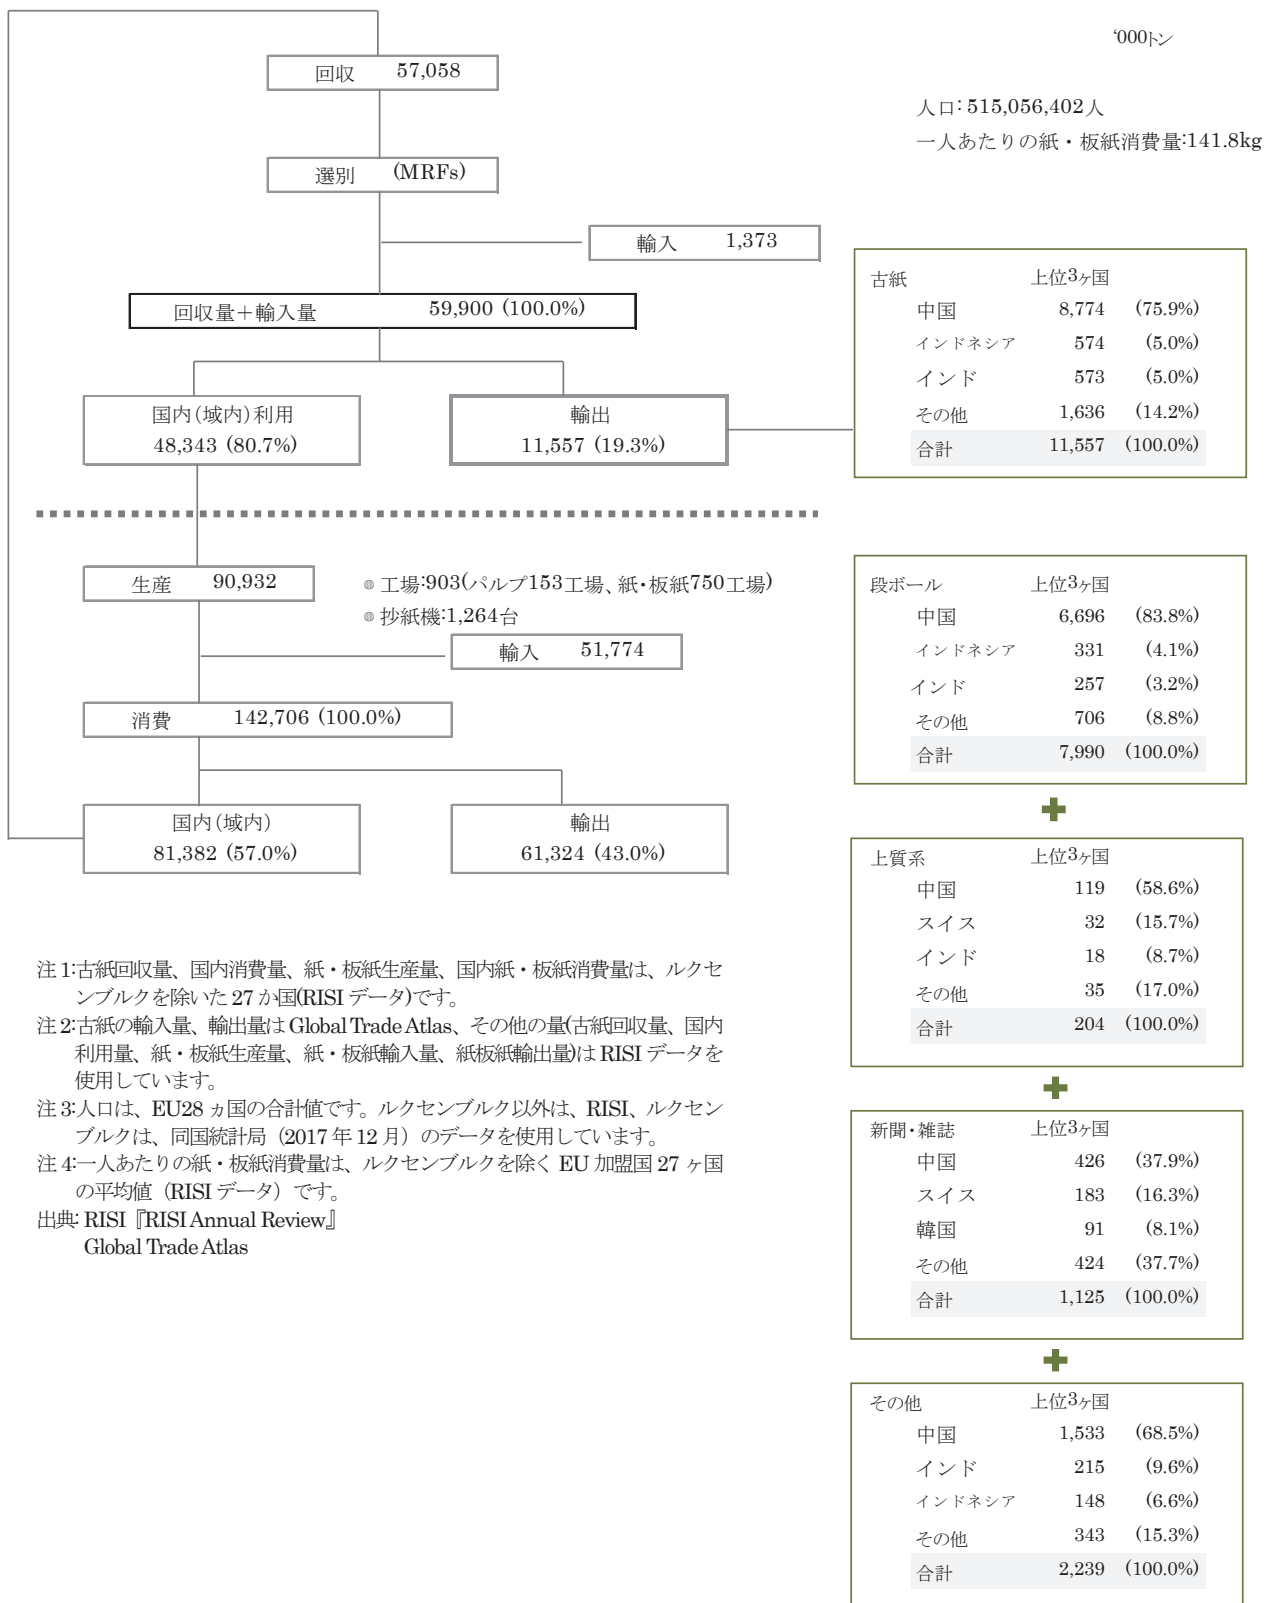 '000トン
人口:515,056,402人
一人あたりの紙・板紙消費量:141.8kg
回収 57,058
選別 (MRFs)
輸入 1,373
回収量＋輸入量 59,900 (100.0%)
国内(域内)利用
48,343 (80.7%)
輸出
11,557 (19.3%)
生産 90,932
◎ 工場:903(パルプ153工場、紙・板紙750工場)
◎ 抄紙機:1,264台
輸入 51,774
消費 142,706 (100.0%)
国内(域内)
81,382 (57.0%)
輸出
61,324 (43.0%)
古紙 上位3ヶ国
中国 8,774 (75.9%)
インドネシア 574 (5.0%)
インド 573 (5.0%)
その他 1,636 (14.2%)
合計 11,557 (100.0%)
段ボール 上位3ヶ国
中国 6,696 (83.8%)
インドネシア 331 (4.1%)
インド 257 (3.2%)
その他 706 (8.8%)
合計 7,990 (100.0%)
上質系 上位3ヶ国
中国 119 (58.6%)
スイス 32 (15.7%)
インド 18 (8.7%)
その他 35 (17.0%)
合計 204 (100.0%)
新聞・雑誌 上位3ヶ国
中国 426 (37.9%)
スイス 183 (16.3%)
韓国 91 (8.1%)
その他 424 (37.7%)
合計 1,125 (100.0%)
その他 上位3ヶ国
中国 1,533 (68.5%)
インド 215 (9.6%)
インドネシア 148 (6.6%)
その他 343 (15.3%)
合計 2,239 (100.0%)
注1:古紙回収量、国内消費量、紙・板紙生産量、国内紙・板紙消費量は、ルクセ
ンブルクを除いた27か国(RISIデータ)です。
注2:古紙の輸入量、輸出量はGlobal Trade Atlas、その他の量(古紙回収量、国内
利用量、紙・板紙生産量、紙・板紙輸入量、紙板紙輸出量)はRISIデータを
使用しています。
注3:人口は、EU28ヵ国の合計値です。ルクセンブルク以外は、RISI、ルクセン
ブルクは、同国統計局（2017年12月）のデータを使用しています。
注4:一人あたりの紙・板紙消費量は、ルクセンブルクを除くEU加盟国27ヶ国
の平均値（RISIデータ）です。
出典: RISI『RISI Annual Review』
Global Trade Atlas